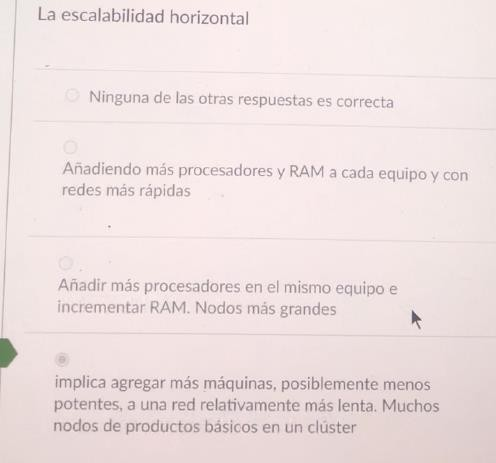 La escalabilidad horizontal
Ninguna de las otras respuestas es correcta
Añadiendo más procesadores y RAM a cada equipo y con
redes más rápidas
Añadir más procesadores en el mismo equipo e
incrementar RAM. Nodos más grandes
implica agregar más máquinas, posiblemente menos
potentes, a una red relativamente más lenta. Muchos
nodos de productos básicos en un clúster